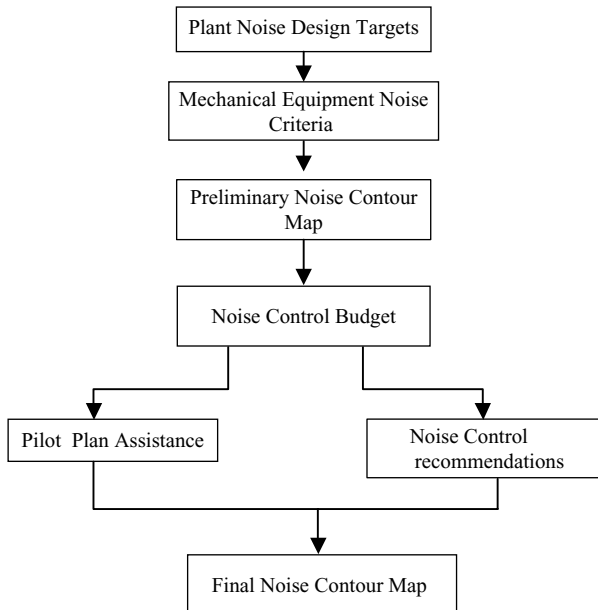 Plant Noise Design Targets
Mechanical Equipment Noise
Criteria
Preliminary Noise Contour
Map
Noise Control Budget
Pilot Plan Assistance
Noise Control
recommendations
Final Noise Contour Map